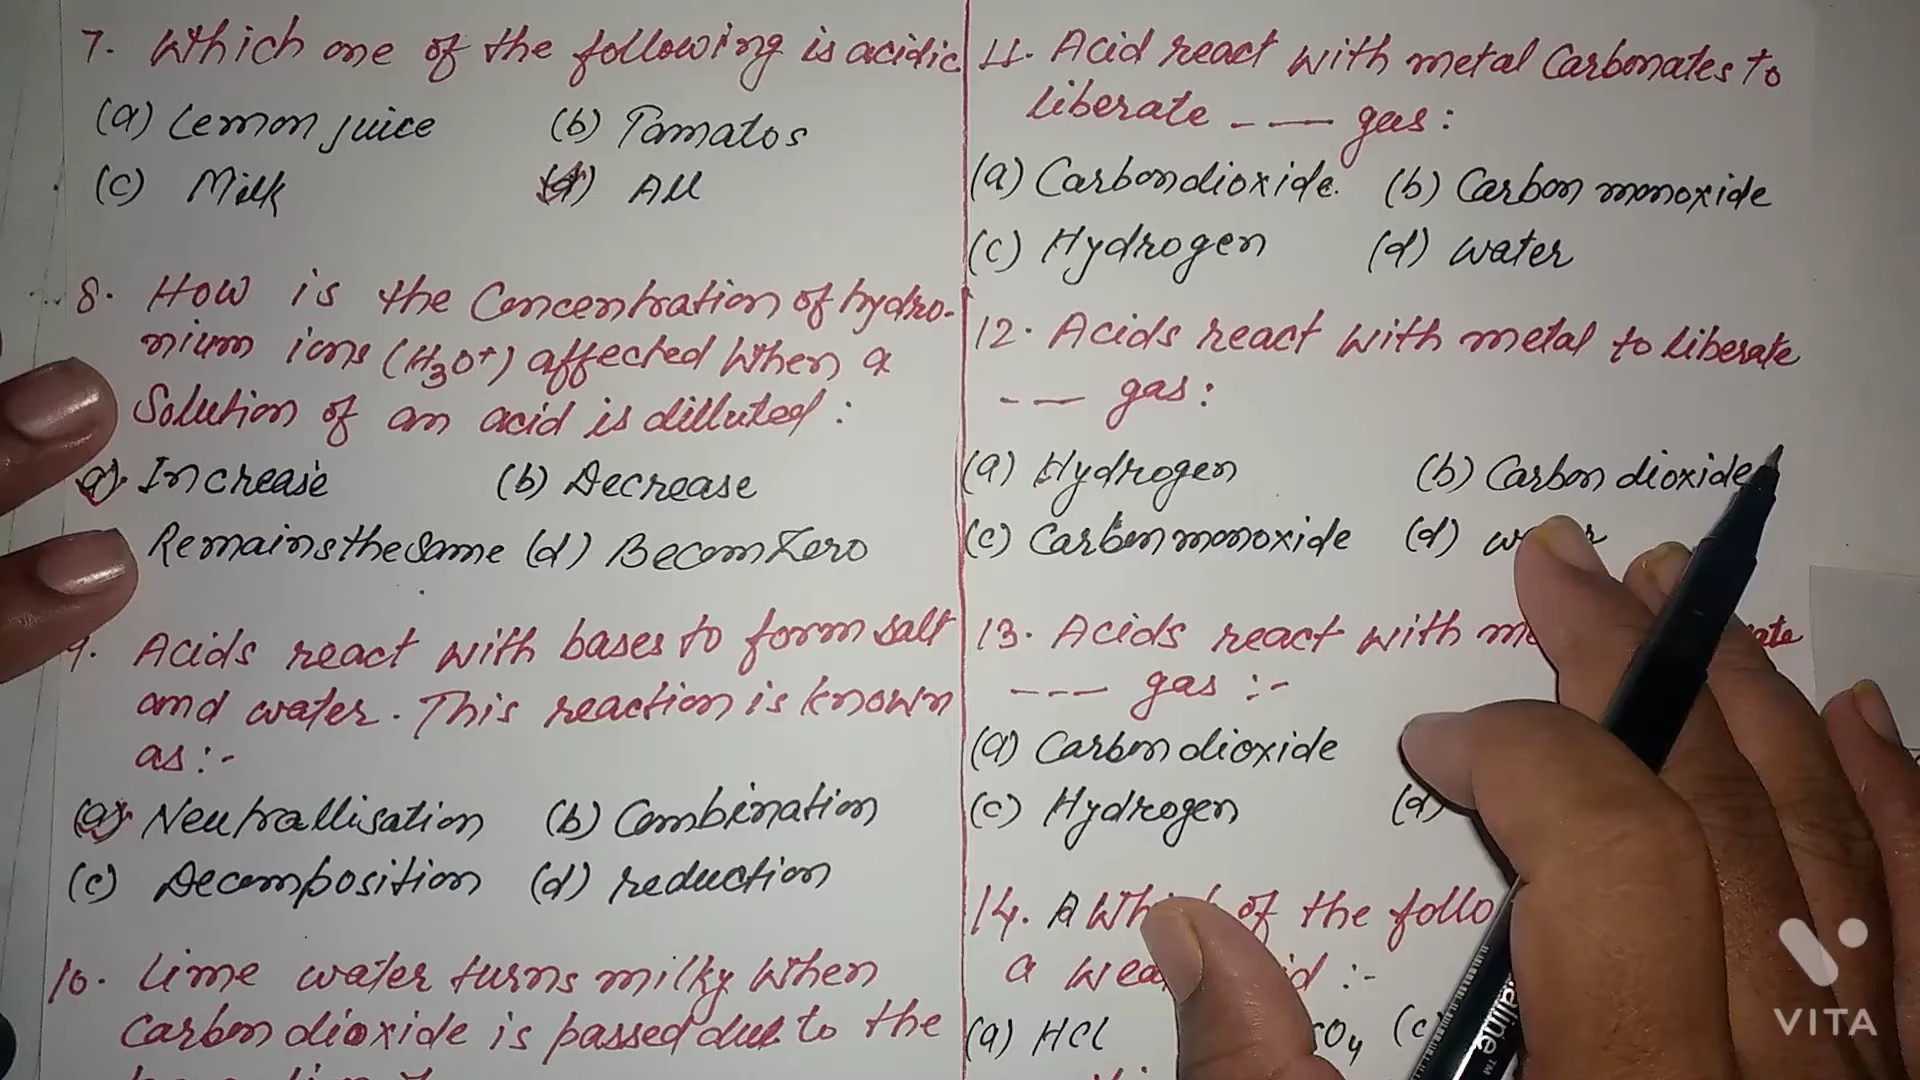 7. Which one of the following is acidic
(a) Lemon juice (b) Tamatos
(c) Milk (d) All
8. How is the Concentration of hydro-
nium ions (H₃O⁺) affected When a
Solution of an acid is dilluted :
(a) Increase (b) Decrease
Remains the Same (d) Becom Zero
9. Acids react with bases to form salt
and water. This reaction is known
as :-
(a) Neutrallisation (b) Combination
(c) Decomposition (d) reduction
10. Lime water turns milky When
Carbon dioxide is passed due to the
11. Acid react with metal Carbonates to
liberate --- gas :
(a) Carbondioxide. (b) Carbon monoxide
(c) Hydrogen (d) water
12. Acids react with metal to liberate
-- gas :
(a) Hydrogen (b) Carbon dioxide
(c) Carbon monoxide (d)
13. Acids react with
--- gas :-
(a) Carbon dioxide
(c) Hydrogen (d)
14. of the
a :-
(a) HCl
VITA